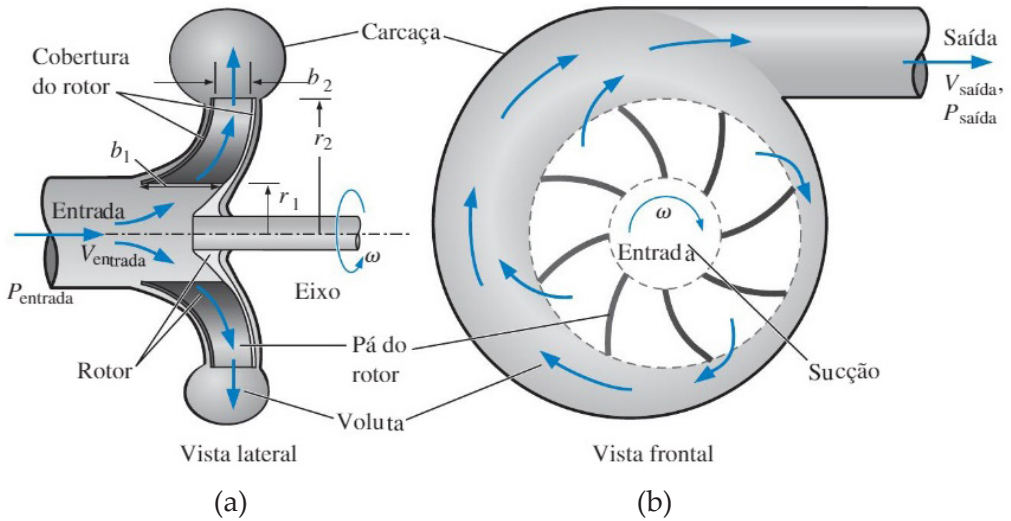 Cobertura
do rotor
b2
r2
b1
r1
Entrada
Ventrada
Pentrada
ω
Eixo
Rotor
Pá do
rotor
Voluta
Carcaça
Vista lateral
(a)
Saída
Vsaída,
Psaída
ω
Entrada
Sucção
Vista frontal
(b)